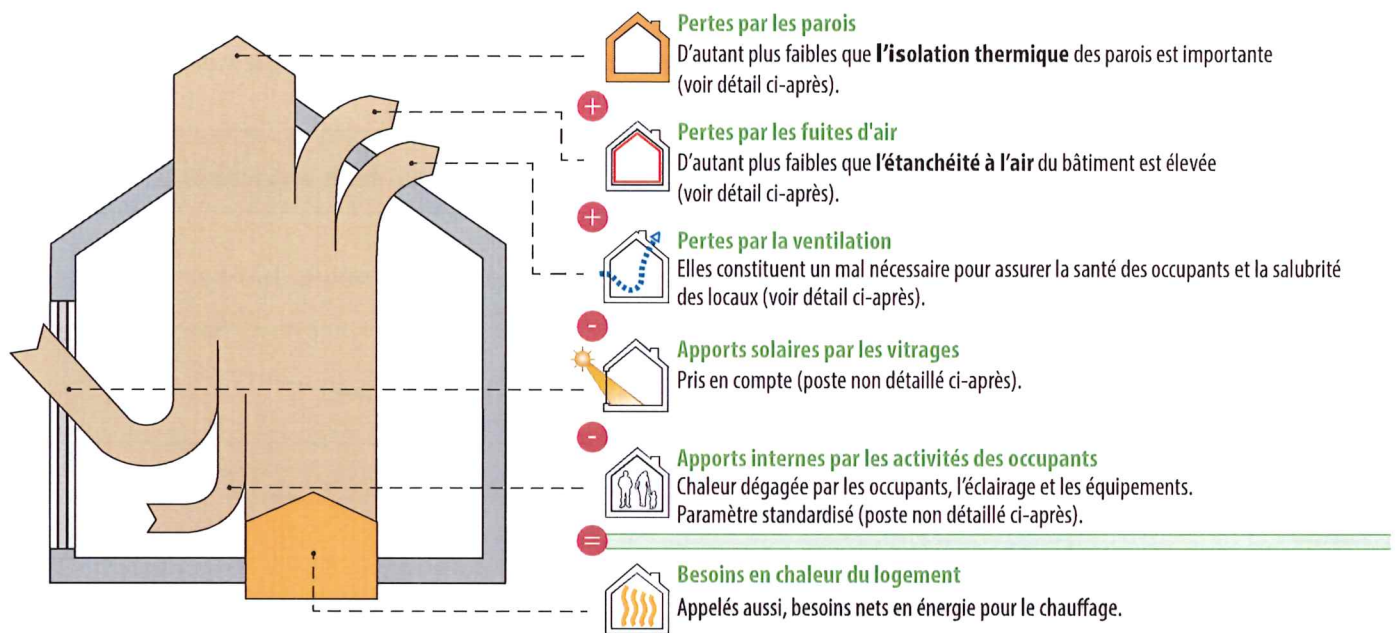 Pertes par les parois
D'autant plus faibles que l'isolation thermique des parois est importante
(voir détail ci-après).
+
Pertes par les fuites d'air
D'autant plus faibles que l'étanchéité à l'air du bâtiment est élevée
(voir détail ci-après).
+
Pertes par la ventilation
Elles constituent un mal nécessaire pour assurer la santé des occupants et la salubrité
des locaux (voir détail ci-après).
-
Apports solaires par les vitrages
Pris en compte (poste non détaillé ci-après).
-
Apports internes par les activités des occupants
Chaleur dégagée par les occupants, l'éclairage et les équipements.
Paramètre standardisé (poste non détaillé ci-après).
=
Besoins en chaleur du logement
Appelés aussi, besoins nets en énergie pour le chauffage.